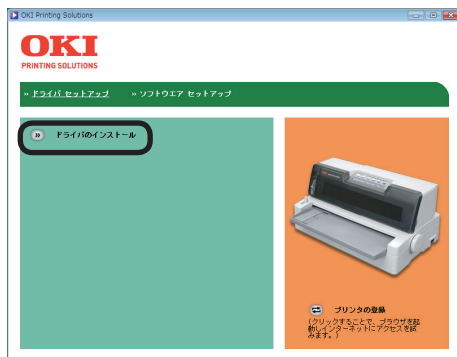 OKI Printing Solutions
OKI
PRINTING SOLUTIONS
» ドライバ セットアップ » ソフトウエア セットアップ
» ドライバのインストール
プリンタの登録
(クリックすることで、ブラウザを起
動しインターネットにアクセスを試
みます。)